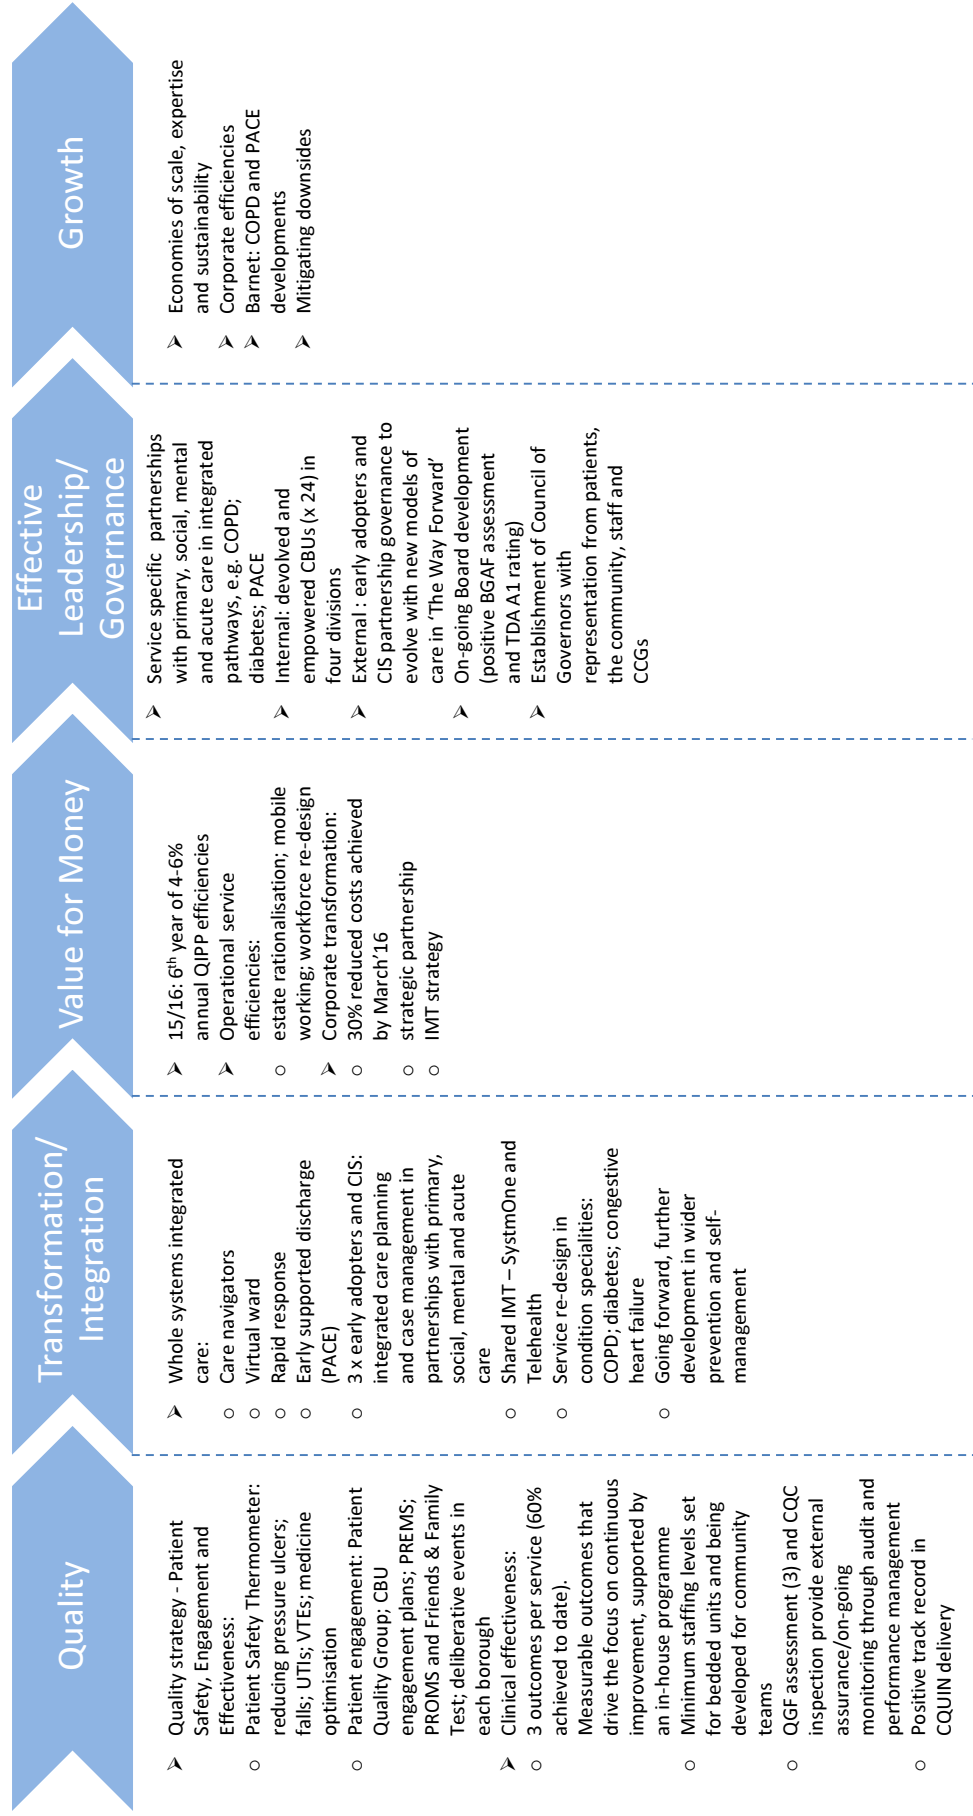 Quality
➢ Quality strategy - Patient
Safety, Engagement and
Effectiveness:
○ Patient Safety Thermometer:
reducing pressure ulcers;
falls; UTIs; VTEs; medicine
optimisation
○ Patient engagement: Patient
Quality Group; CBU
engagement plans; PREMS;
PROMS and Friends & Family
Test; deliberative events in
each borough
➢ Clinical effectiveness:
○ 3 outcomes per service (60%
achieved to date).
Measurable outcomes that
drive the focus on continuous
improvement, supported by
an in-house programme
○ Minimum staffing levels set
for bedded units and being
developed for community
teams
○ QGF assessment (3) and CQC
inspection provide external
assurance/on-going
monitoring through audit and
performance management
○ Positive track record in
CQUIN delivery
Transformation/
Integration
➢ Whole systems integrated
care:
○ Care navigators
○ Virtual ward
○ Rapid response
○ Early supported discharge
(PACE)
○ 3 x early adopters and CIS:
integrated care planning
and case management in
partnerships with primary,
social, mental and acute
care
○ Shared IMT – SystmOne and
Telehealth
○ Service re-design in
condition specialities:
COPD; diabetes; congestive
heart failure
○ Going forward, further
development in wider
prevention and self-
management
Value for Money
➢ 15/16: 6th year of 4-6%
annual QIPP efficiencies
➢ Operational service
efficiencies:
○ estate rationalisation; mobile
working; workforce re-design
➢ Corporate transformation:
○ 30% reduced costs achieved
by March'16
○ strategic partnership
○ IMT strategy
Effective
Leadership/
Governance
➢ Service specific partnerships
with primary, social, mental
and acute care in integrated
pathways, e.g. COPD;
diabetes; PACE
➢ Internal: devolved and
empowered CBUs (x 24) in
four divisions
➢ External : early adopters and
CIS partnership governance to
evolve with new models of
care in 'The Way Forward'
➢ On-going Board development
(positive BGAF assessment
and TDA A1 rating)
➢ Establishment of Council of
Governors with
representation from patients,
the community, staff and
CCGs
Growth
➢ Economies of scale, expertise
and sustainability
➢ Corporate efficiencies
➢ Barnet: COPD and PACE
developments
➢ Mitigating downsides